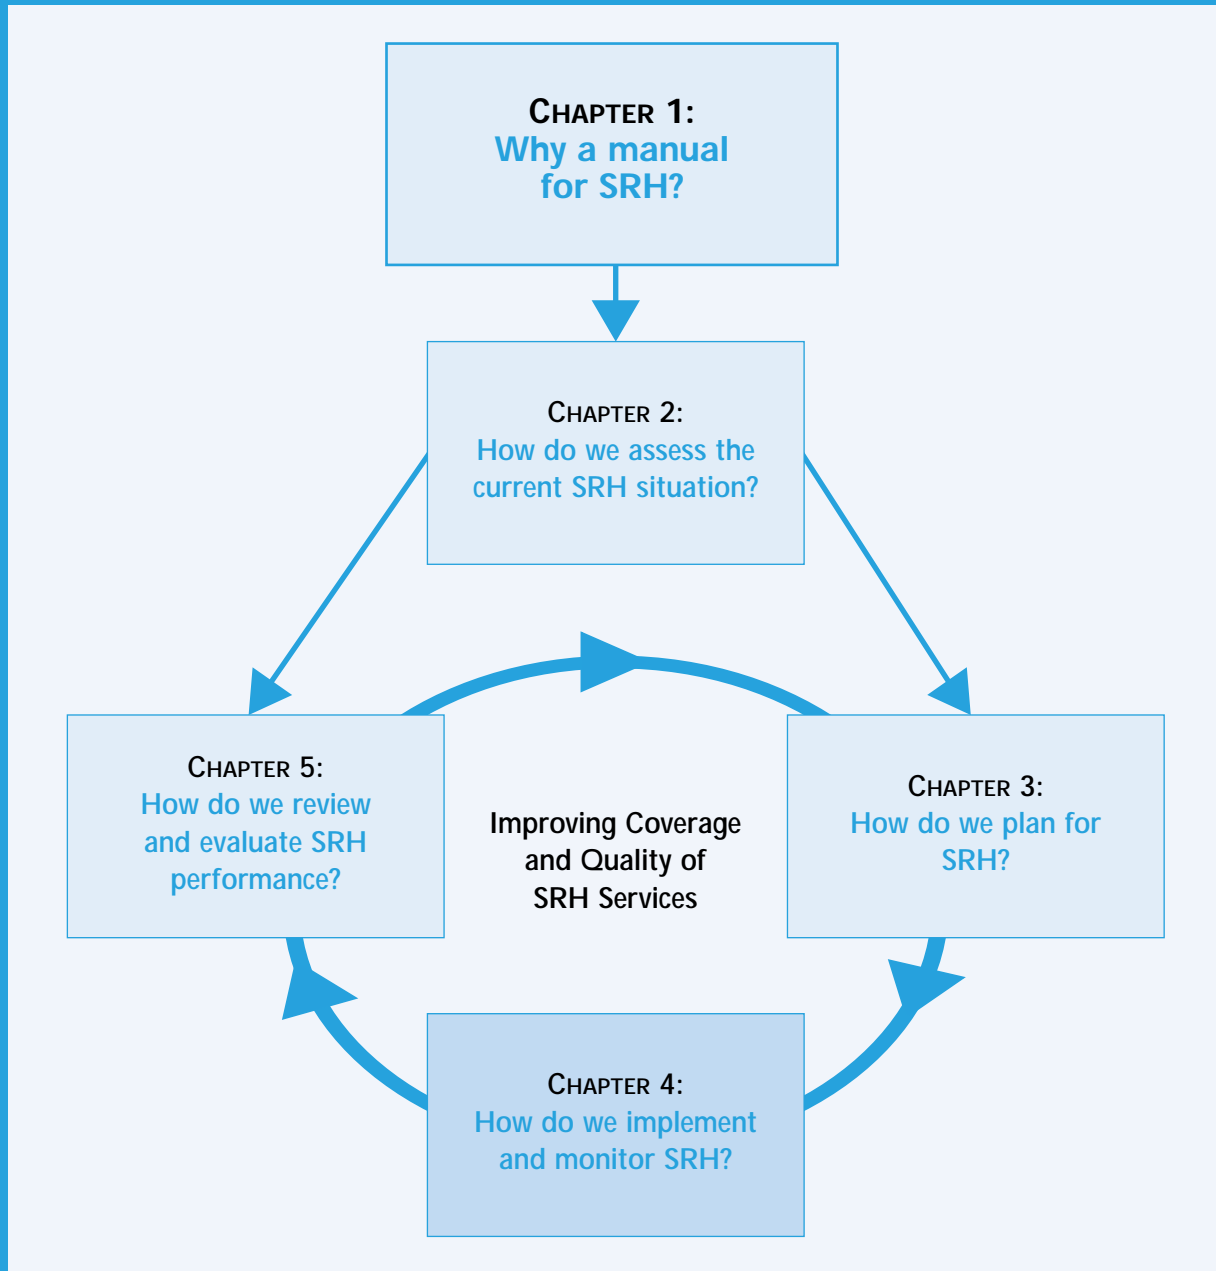 CHAPTER 1:
Why a manual
for SRH?
CHAPTER 2:
How do we assess the
current SRH situation?
CHAPTER 5:
How do we review
and evaluate SRH
performance?
Improving Coverage
and Quality of
SRH Services
CHAPTER 3:
How do we plan for
SRH?
CHAPTER 4:
How do we implement
and monitor SRH?